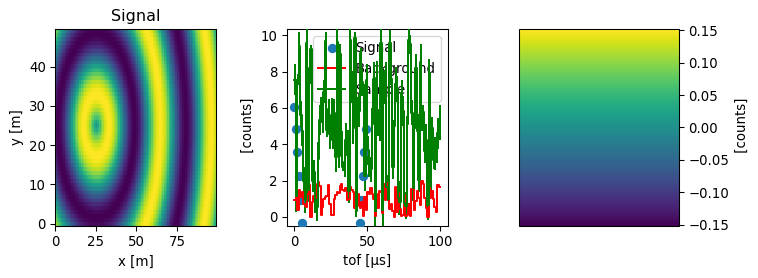 Signal
y [m]
40
30
20
10
0
0 25 50 75
x [m]
[counts]
10
8
6
4
2
0
Signal
Background
Sample
0 50 100
tof [μs]
0.15
0.10
0.05
0.00
−0.05
−0.10
−0.15
[counts]